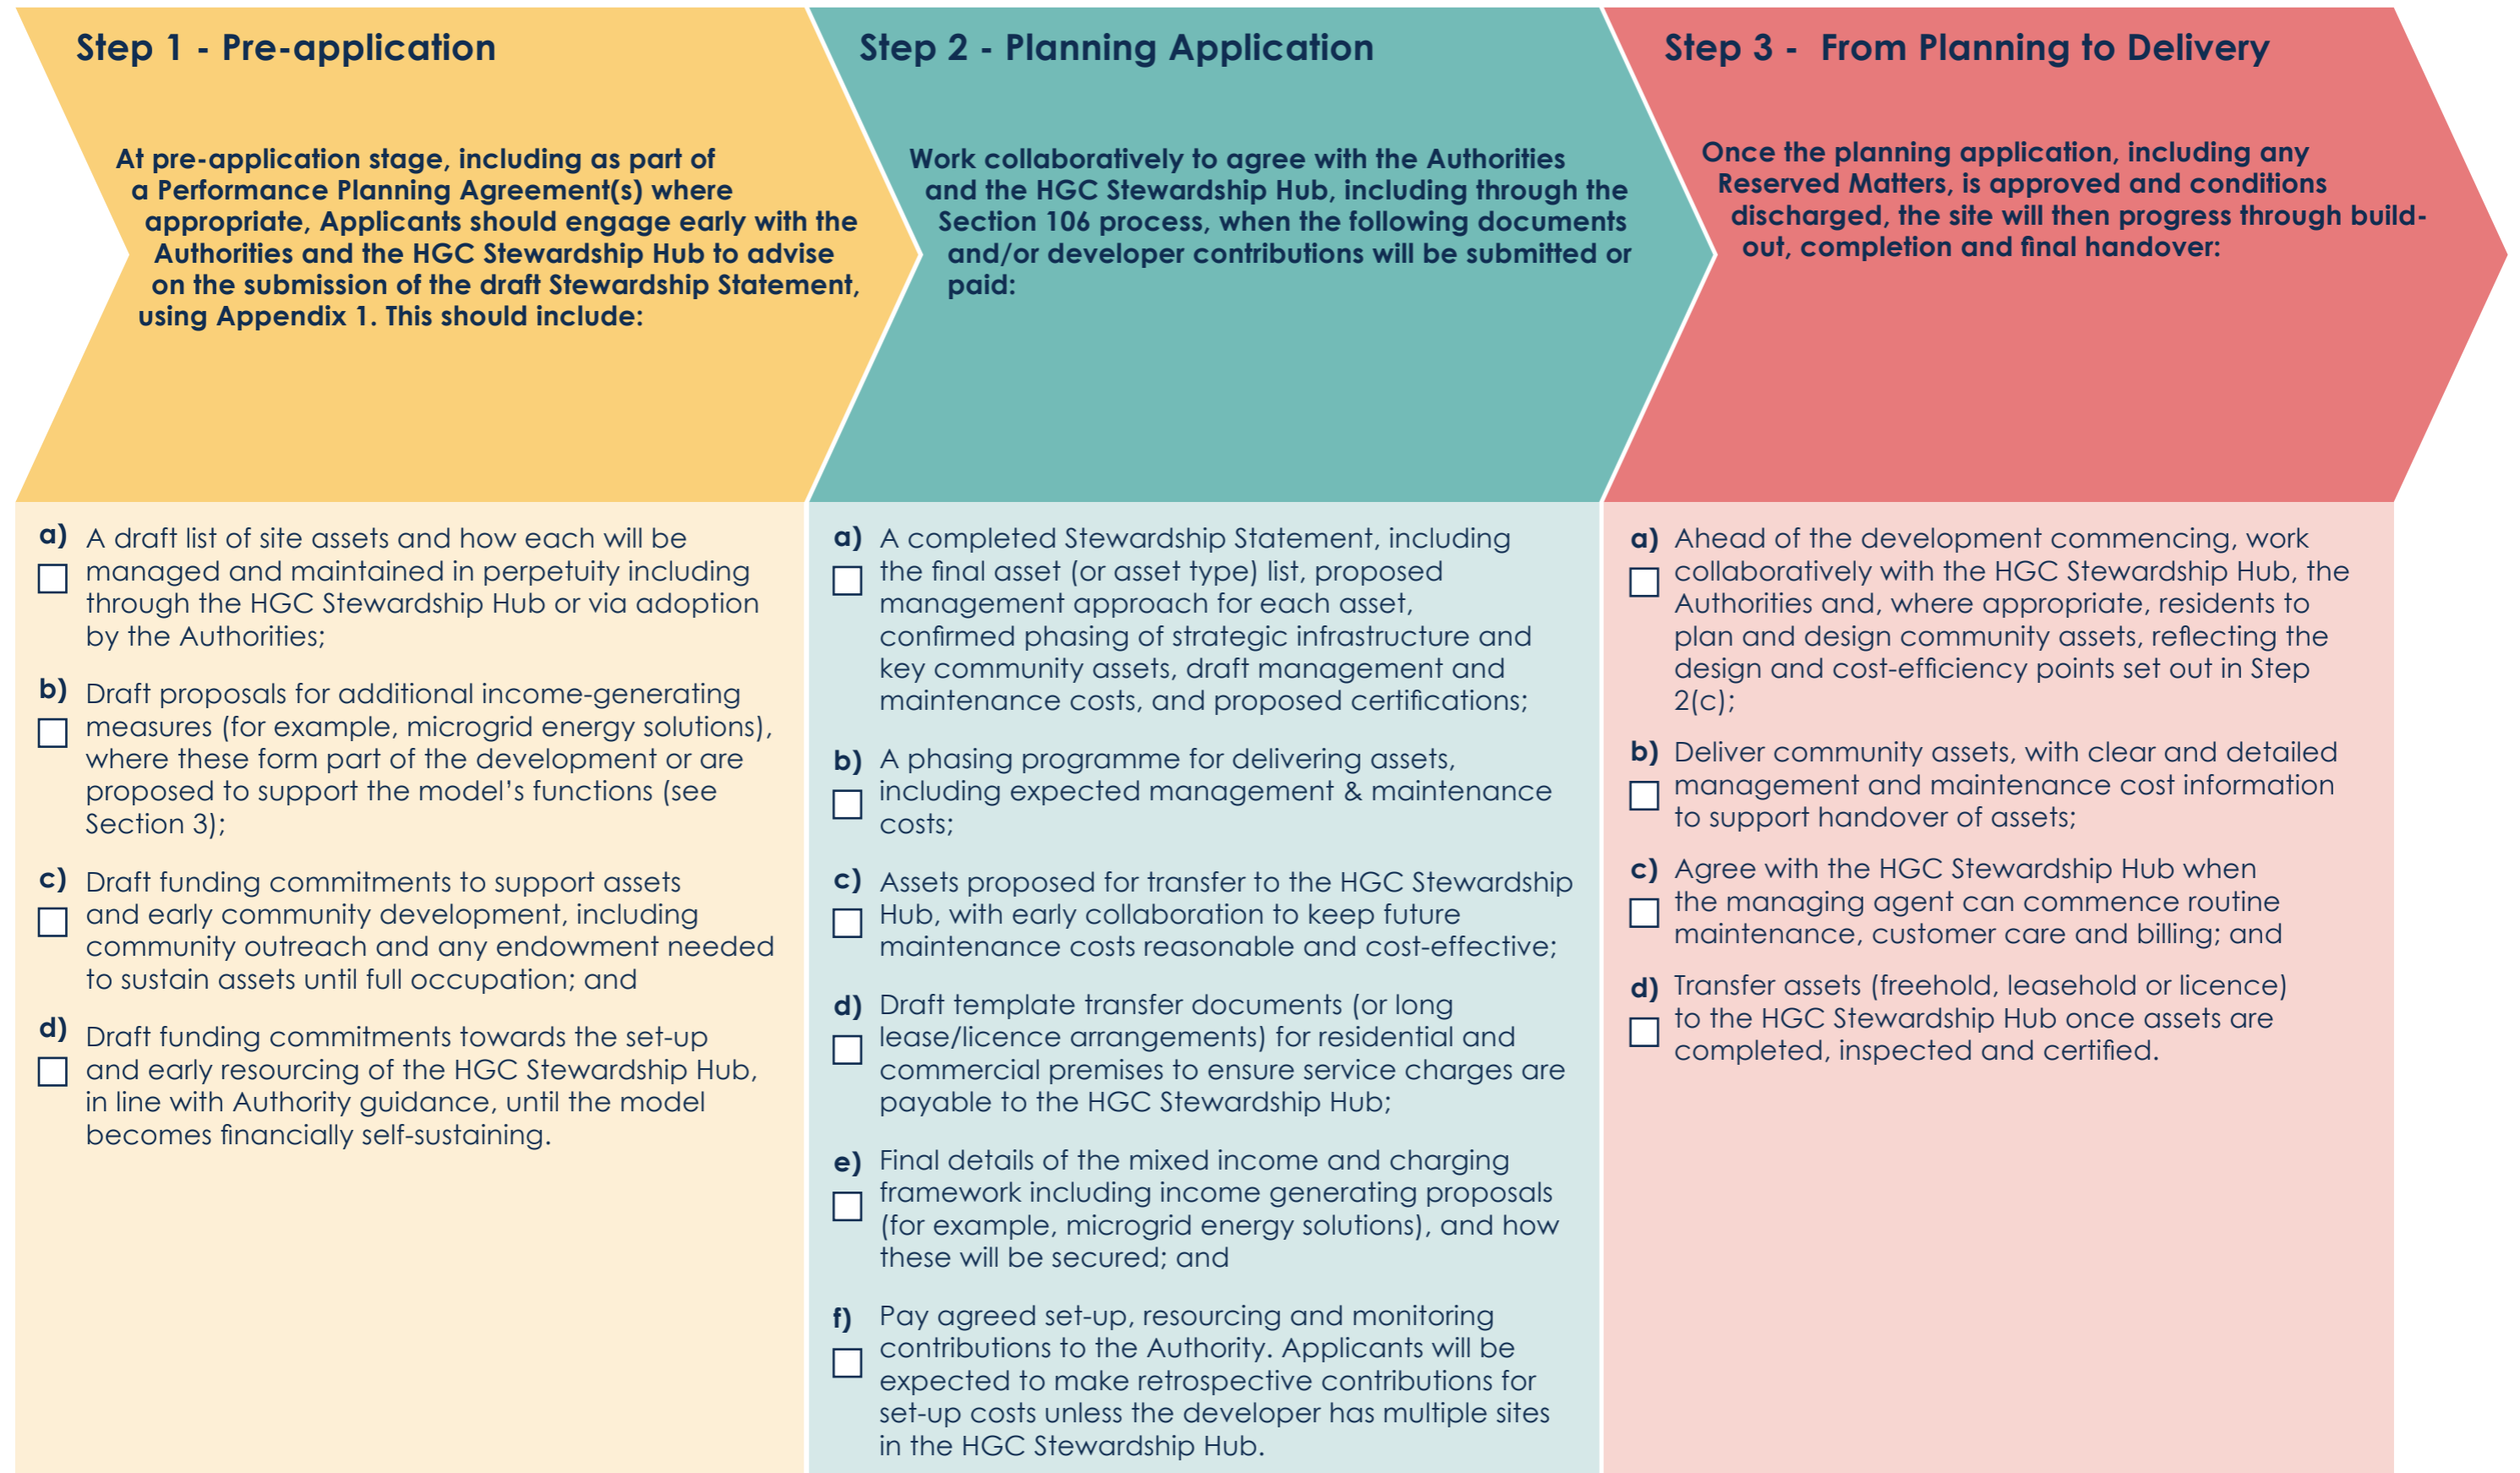 Step 1 - Pre-application
At pre-application stage, including as part of
a Performance Planning Agreement(s) where
appropriate, Applicants should engage early with the
Authorities and the HGC Stewardship Hub to advise
on the submission of the draft Stewardship Statement,
using Appendix 1. This should include:
a) A draft list of site assets and how each will be
managed and maintained in perpetuity including
through the HGC Stewardship Hub or via adoption
by the Authorities;
b) Draft proposals for additional income-generating
measures (for example, microgrid energy solutions),
where these form part of the development or are
proposed to support the model’s functions (see
Section 3);
c) Draft funding commitments to support assets
and early community development, including
community outreach and any endowment needed
to sustain assets until full occupation; and
d) Draft funding commitments towards the set-up
and early resourcing of the HGC Stewardship Hub,
in line with Authority guidance, until the model
becomes financially self-sustaining.
Step 2 - Planning Application
Work collaboratively to agree with the Authorities
and the HGC Stewardship Hub, including through the
Section 106 process, when the following documents
and/or developer contributions will be submitted or
paid:
a) A completed Stewardship Statement, including
the final asset (or asset type) list, proposed
management approach for each asset,
confirmed phasing of strategic infrastructure and
key community assets, draft management and
maintenance costs, and proposed certifications;
b) A phasing programme for delivering assets,
including expected management & maintenance
costs;
c) Assets proposed for transfer to the HGC Stewardship
Hub, with early collaboration to keep future
maintenance costs reasonable and cost-effective;
d) Draft template transfer documents (or long
lease/licence arrangements) for residential and
commercial premises to ensure service charges are
payable to the HGC Stewardship Hub;
e) Final details of the mixed income and charging
framework including income generating proposals
(for example, microgrid energy solutions), and how
these will be secured; and
f) Pay agreed set-up, resourcing and monitoring
contributions to the Authority. Applicants will be
expected to make retrospective contributions for
set-up costs unless the developer has multiple sites
in the HGC Stewardship Hub.
Step 3 - From Planning to Delivery
Once the planning application, including any
Reserved Matters, is approved and conditions
discharged, the site will then progress through build-
out, completion and final handover:
a) Ahead of the development commencing, work
collaboratively with the HGC Stewardship Hub, the
Authorities and, where appropriate, residents to
plan and design community assets, reflecting the
design and cost-efficiency points set out in Step
2(c);
b) Deliver community assets, with clear and detailed
management and maintenance cost information
to support handover of assets;
c) Agree with the HGC Stewardship Hub when
the managing agent can commence routine
maintenance, customer care and billing; and
d) Transfer assets (freehold, leasehold or licence)
to the HGC Stewardship Hub once assets are
completed, inspected and certified.